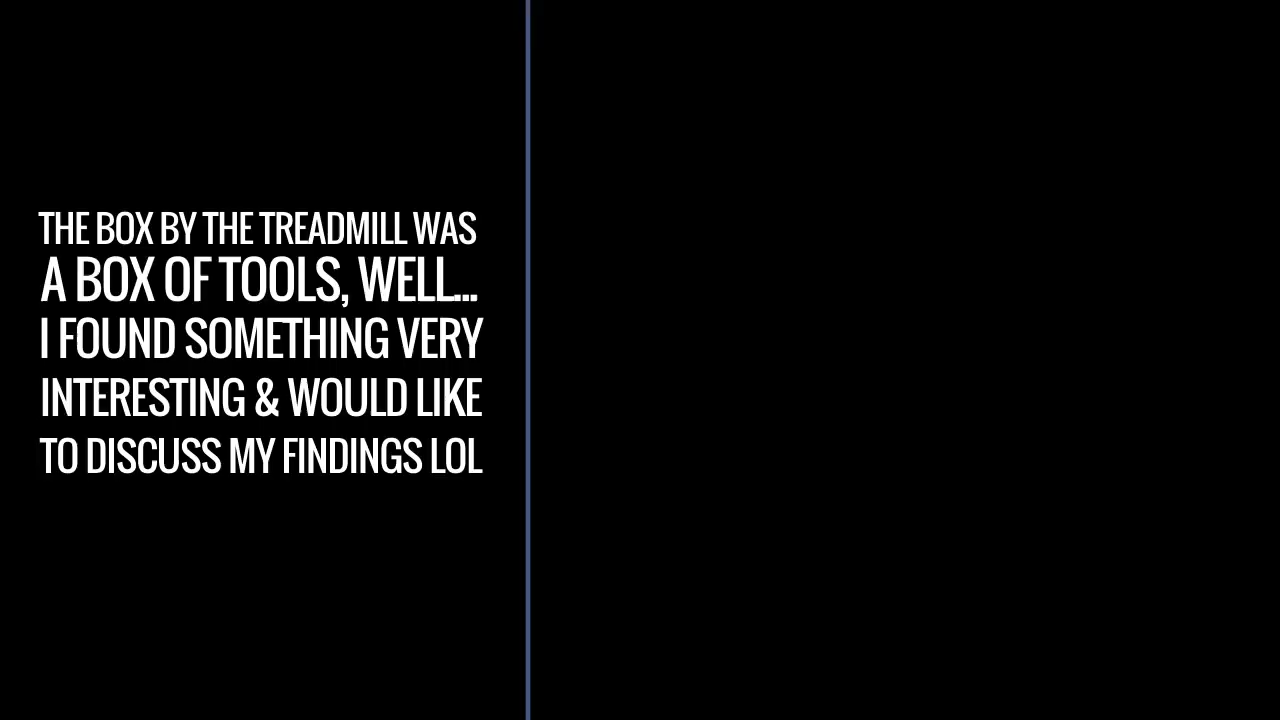 THE BOX BY THE TREADMILL WAS
A BOX OF TOOLS, WELL...
I FOUND SOMETHING VERY
INTERESTING & WOULD LIKE
TO DISCUSS MY FINDINGS LOL